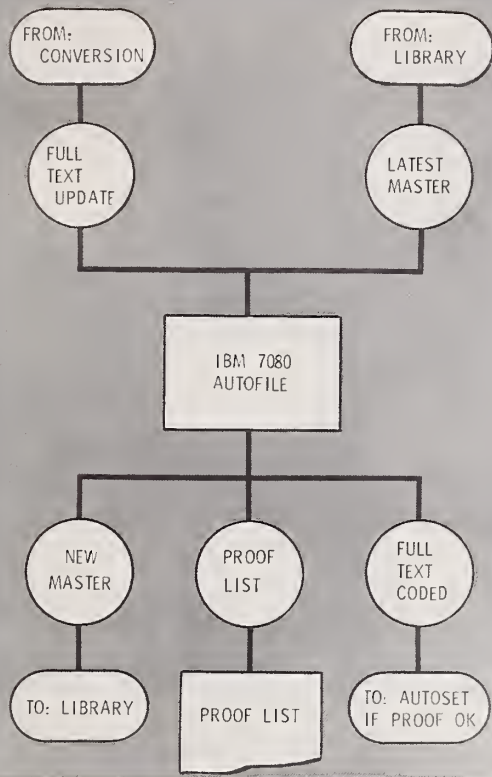 FROM:
CONVERSION
FROM:
LIBRARY
FULL
TEXT
UPDATE
LATEST
MASTER
IBM 7080
AUTOFILE
NEW
MASTER
PROOF
LIST
FULL
TEXT
CODED
TO: LIBRARY
PROOF LIST
TO: AUTOSET
IF PROOF OK